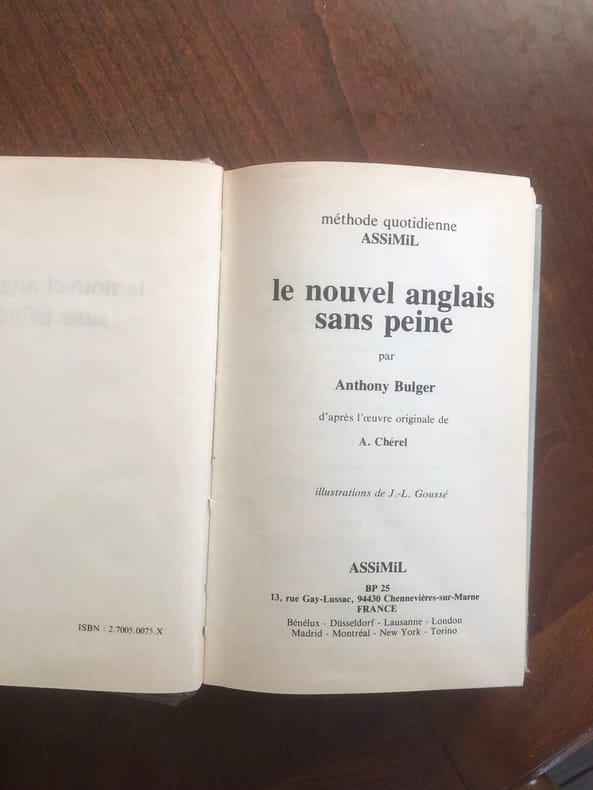 ISBN : 2.7005.0075.X
méthode quotidienne
ASSiMiL
le nouvel anglais
sans peine
par
Anthony Bulger
d'après l'œuvre originale de
A. Chérel
illustrations de J.-L. Goussé
ASSiMiL
BP 25
13, rue Gay-Lussac, 94430 Chennevières-sur-Marne
FRANCE
Bénélux - Düsseldorf - Lausanne - London
Madrid - Montréal - New York - Torino